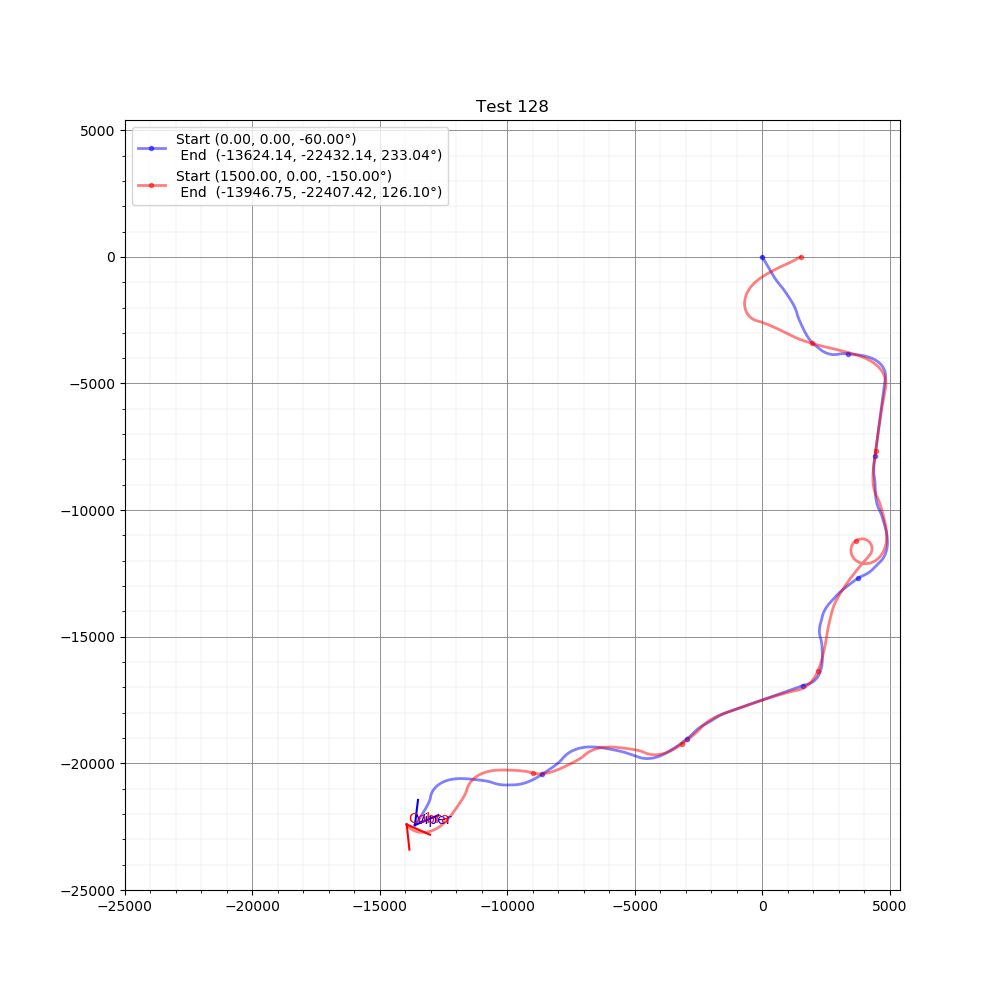 Test 128
Start (0.00, 0.00, -60.00°)
End (-13624.14, -22432.14, 233.04°)
Start (1500.00, 0.00, -150.00°)
End (-13946.75, -22407.42, 126.10°)
5000
0
−5000
−10000
−15000
−20000
−25000
−25000 −20000 −15000 −10000 −5000 0 5000